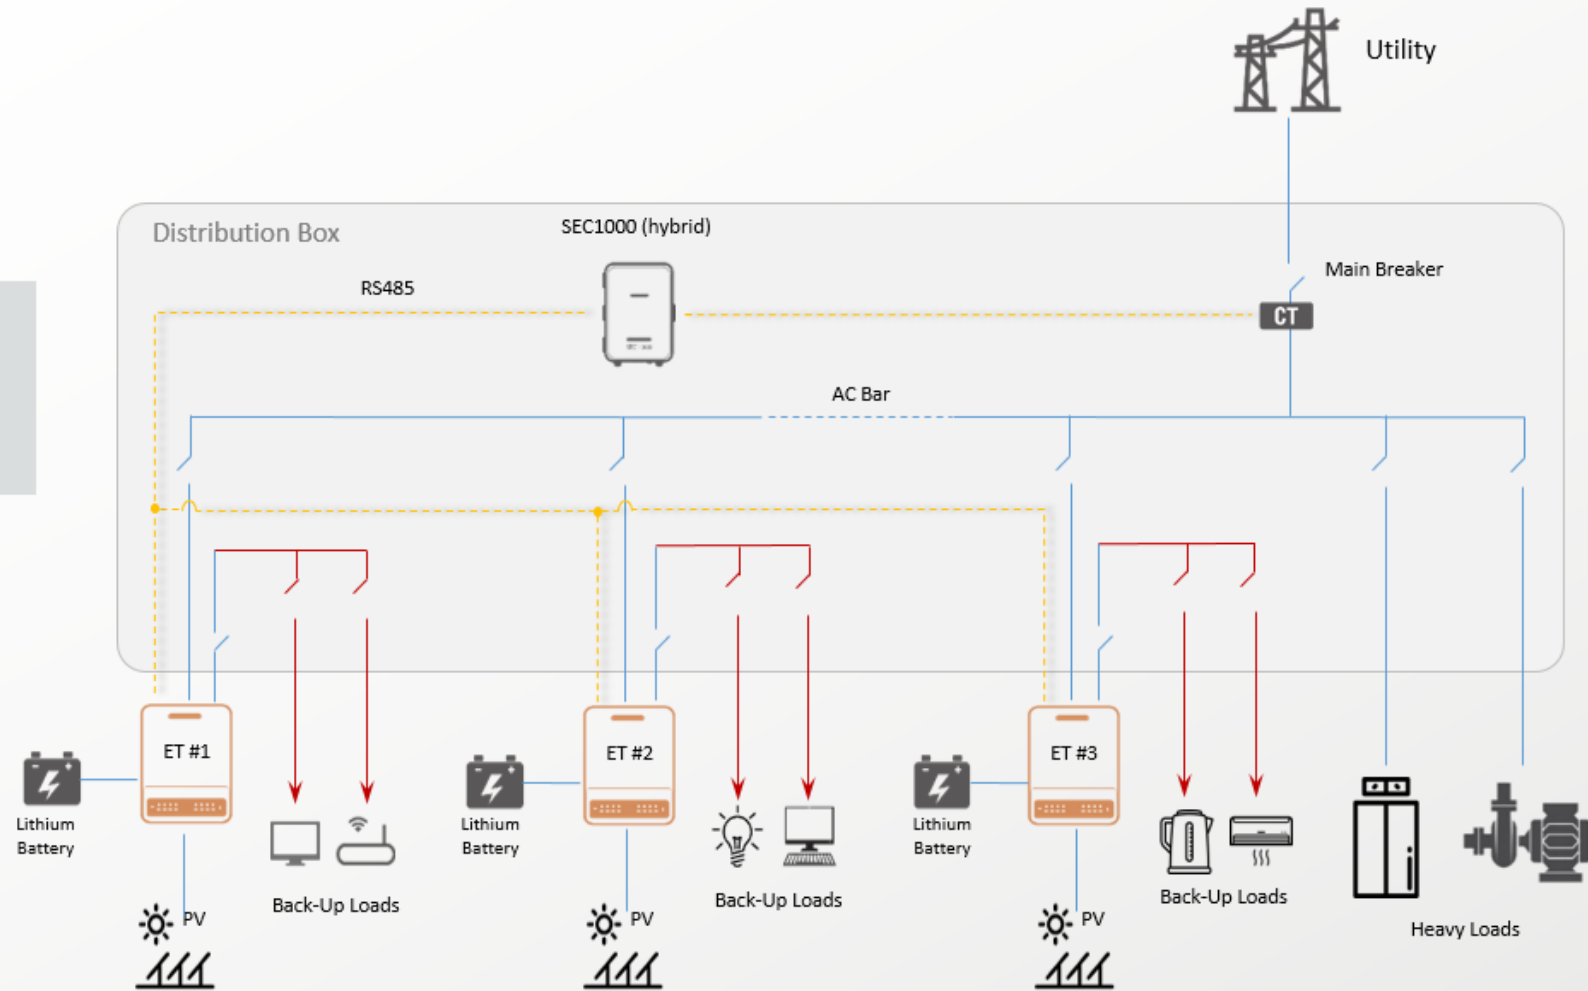 Utility
Distribution Box
SEC1000 (hybrid)
Main Breaker
RS485
CT
AC Bar
ET #1
ET #2
ET #3
Lithium
Battery
Lithium
Battery
Lithium
Battery
Back-Up Loads
Back-Up Loads
Back-Up Loads
PV
PV
PV
Heavy Loads